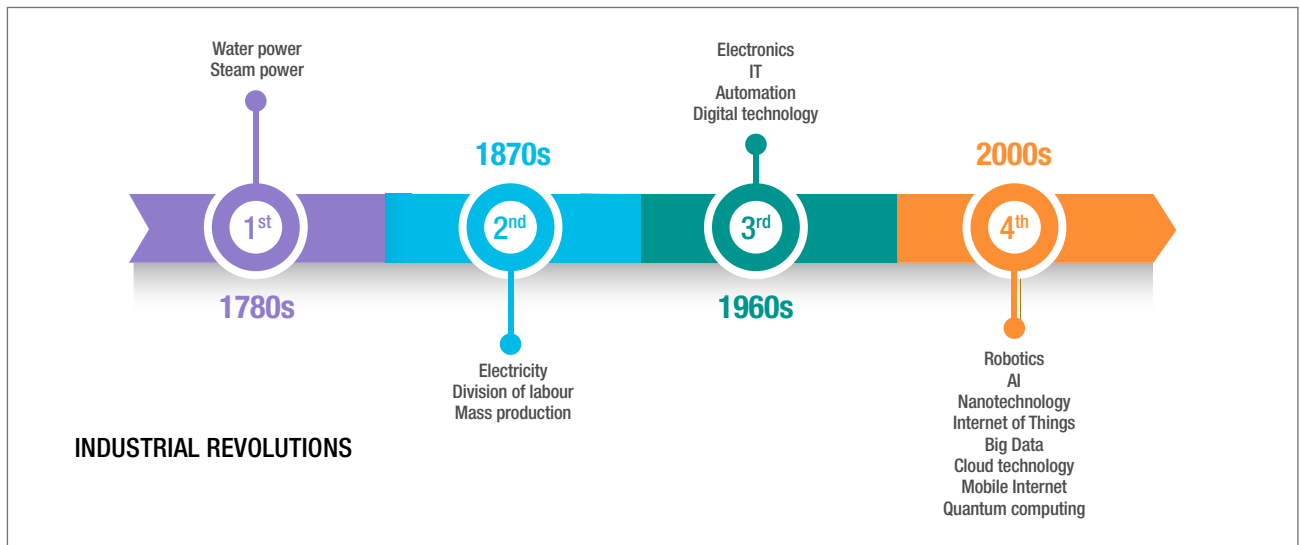 Water power
Steam power
1st
1780s
1870s
2nd
Electricity
Division of labour
Mass production
Electronics
IT
Automation
Digital technology
3rd
1960s
2000s
4th
Robotics
AI
Nanotechnology
Internet of Things
Big Data
Cloud technology
Mobile Internet
Quantum computing
INDUSTRIAL REVOLUTIONS